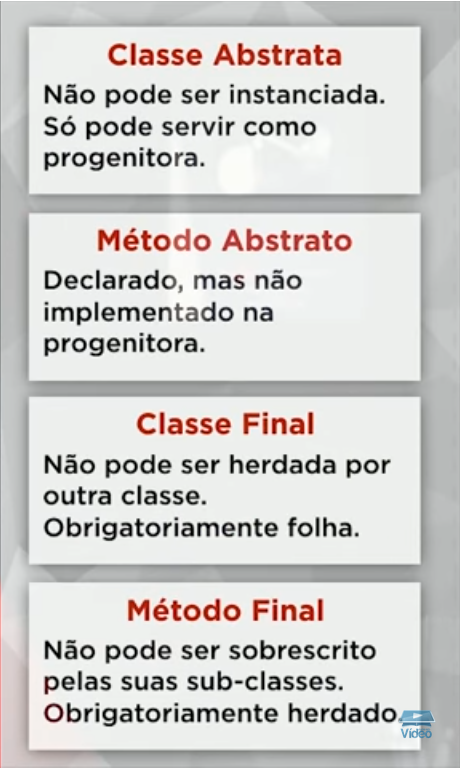 Classe Abstrata
Não pode ser instanciada.
Só pode servir como
progenitora.
Método Abstrato
Declarado, mas não
implementado na
progenitora.
Classe Final
Não pode ser herdada por
outra classe.
Obrigatoriamente folha.
Método Final
Não pode ser sobrescrito
pelas suas sub-classes.
Obrigatoriamente herdado.
Vídeo